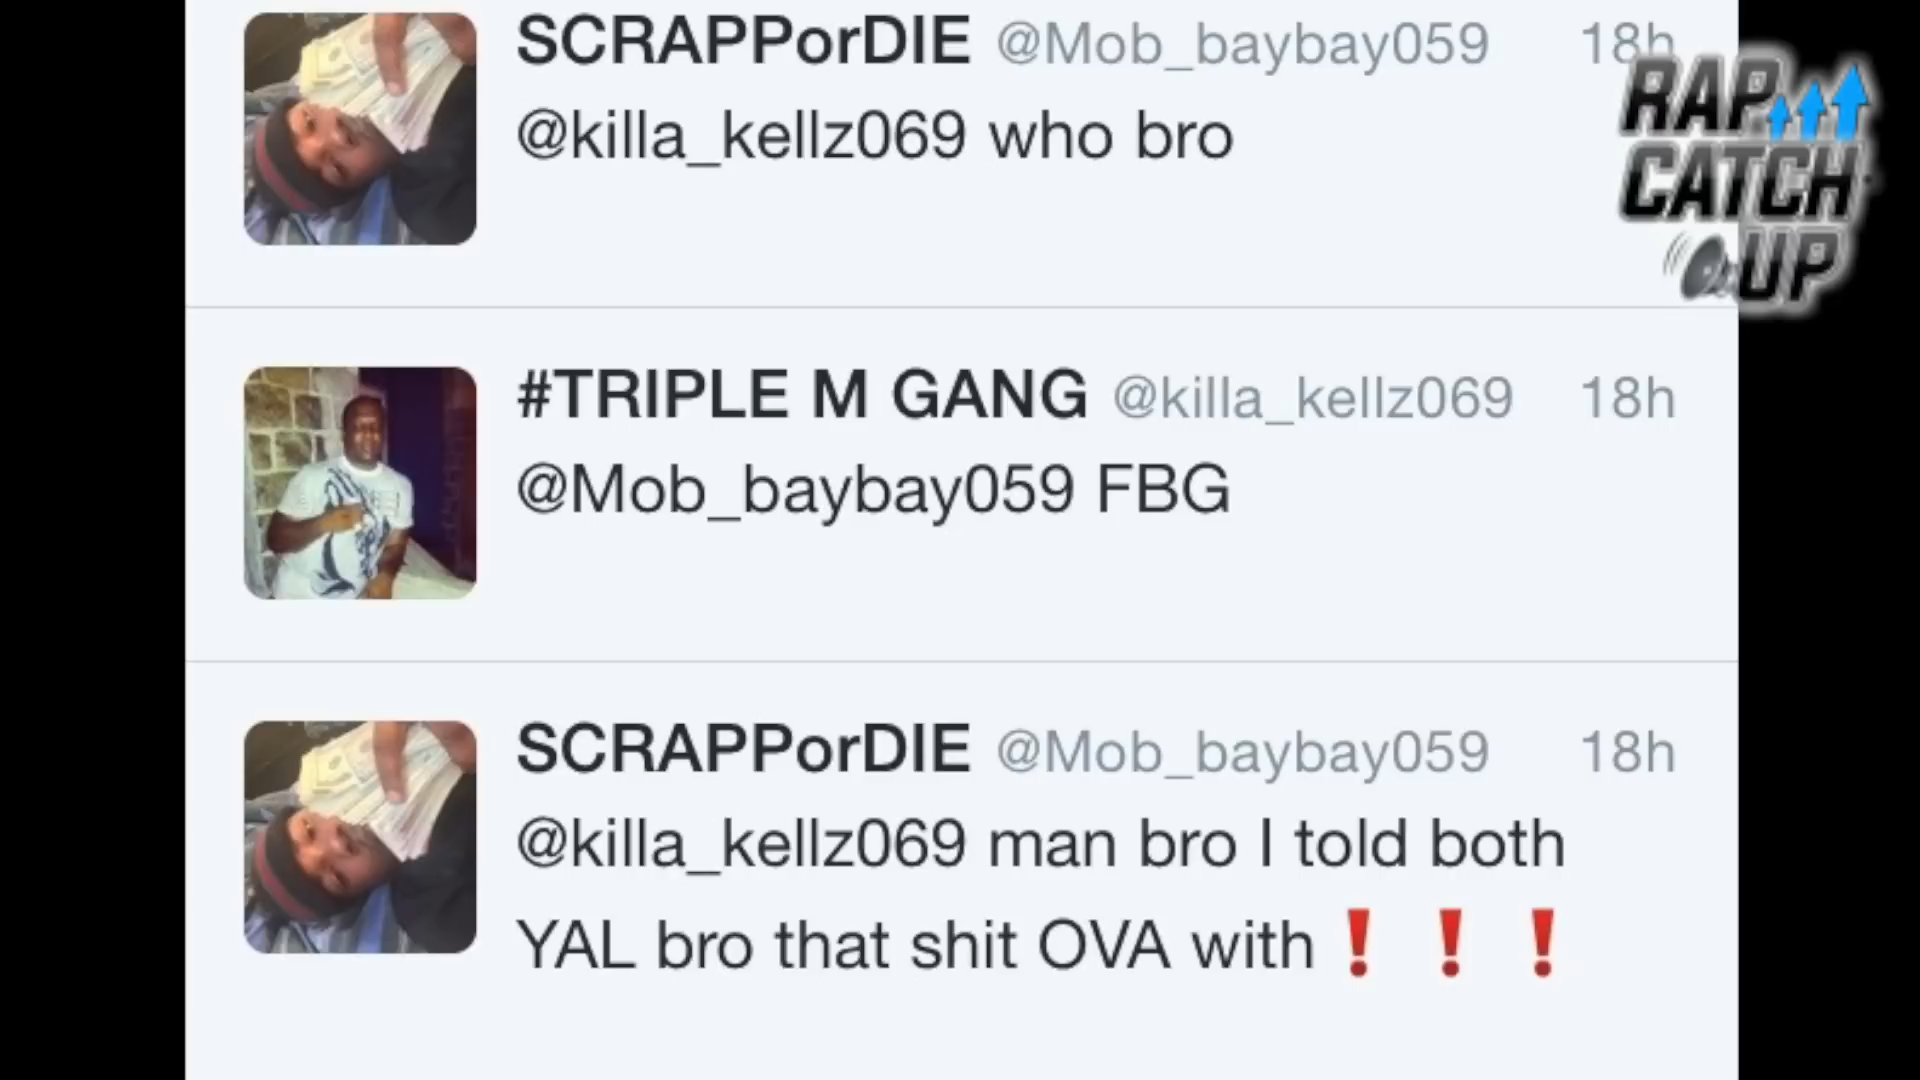 SCRAPPorDIE @Mob_baybay059 18h
@killa_kellz069 who bro
RAP
CATCH
UP
#TRIPLE M GANG @killa_kellz069 18h
@Mob_baybay059 FBG
SCRAPPorDIE @Mob_baybay059 18h
@killa_kellz069 man bro I told both
YAL bro that shit OVA with❗❗❗